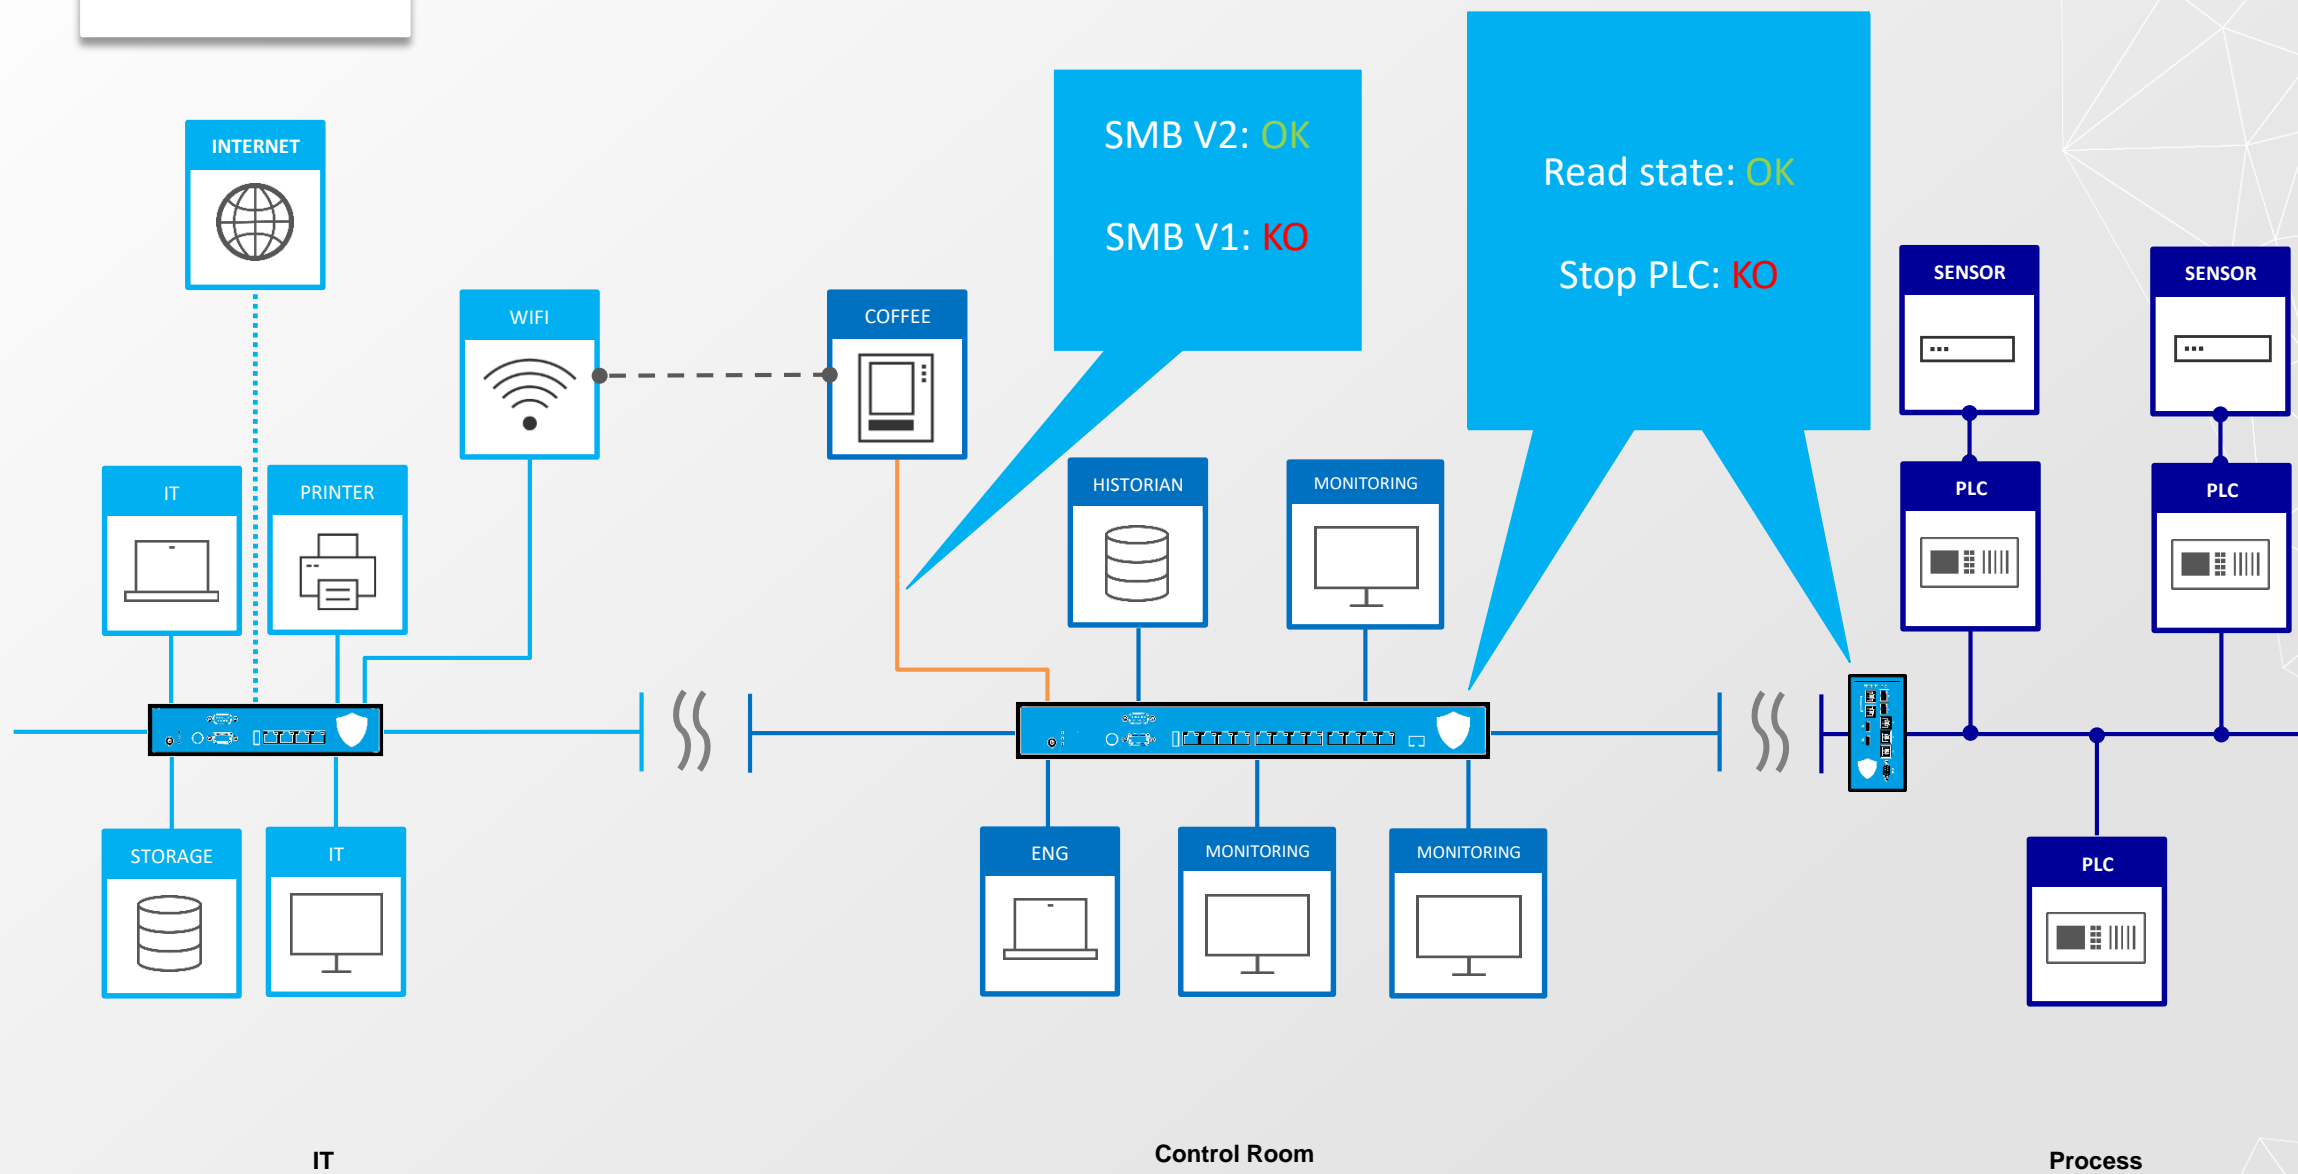 SMB V2: OK
SMB V1: KO
Read state: OK
Stop PLC: KO
INTERNET
WIFI
COFFEE
IT
PRINTER
HISTORIAN
MONITORING
SENSOR
SENSOR
PLC
PLC
STORAGE
IT
ENG
MONITORING
MONITORING
PLC
IT
Control Room
Process